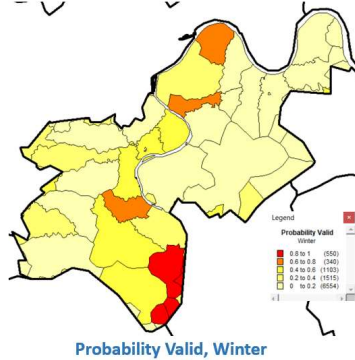 Legend
Probability Valid
Winter
0.8 to 1 (550)
0.6 to 0.8 (340)
0.4 to 0.6 (1103)
0.2 to 0.4 (1515)
0 to 0.2 (6554)
Probability Valid, Winter